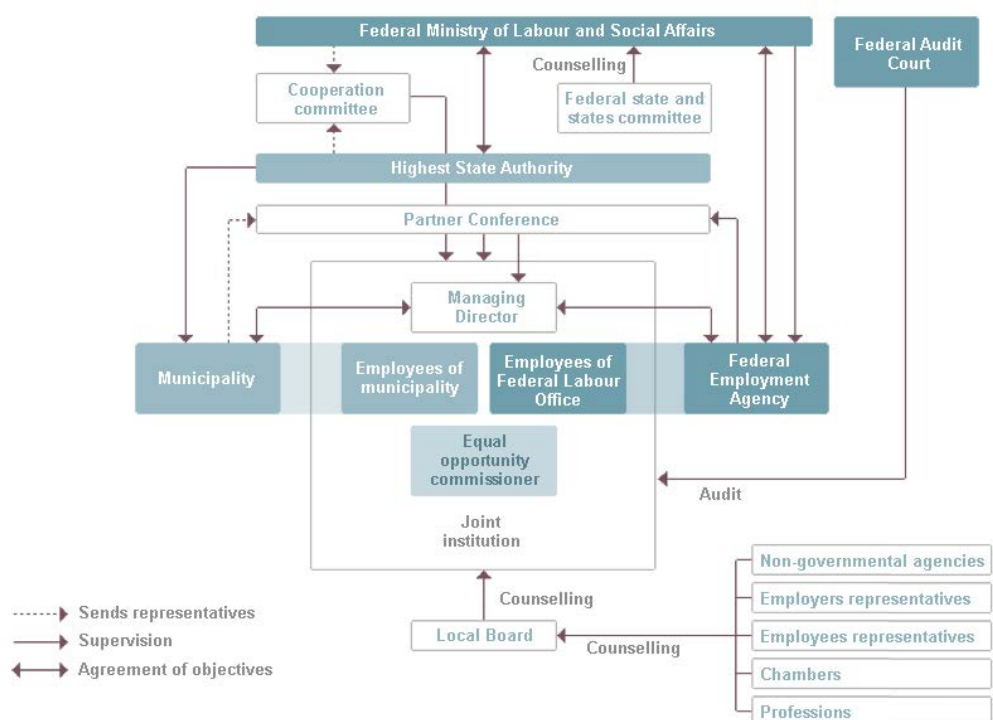 Federal Ministry of Labour and Social Affairs
Federal Audit
Court
Counselling
Cooperation
committee
Federal state and
states committee
Highest State Authority
Partner Conference
Managing
Director
Municipality
Employees of
municipality
Employees of
Federal Labour
Office
Federal
Employment
Agency
Equal
opportunity
commissioner
Audit
Joint
institution
Non-governmental agencies
Counselling
Employers representatives
Sends representatives
Local Board
Employees representatives
Supervision
Counselling
Agreement of objectives
Chambers
Professions